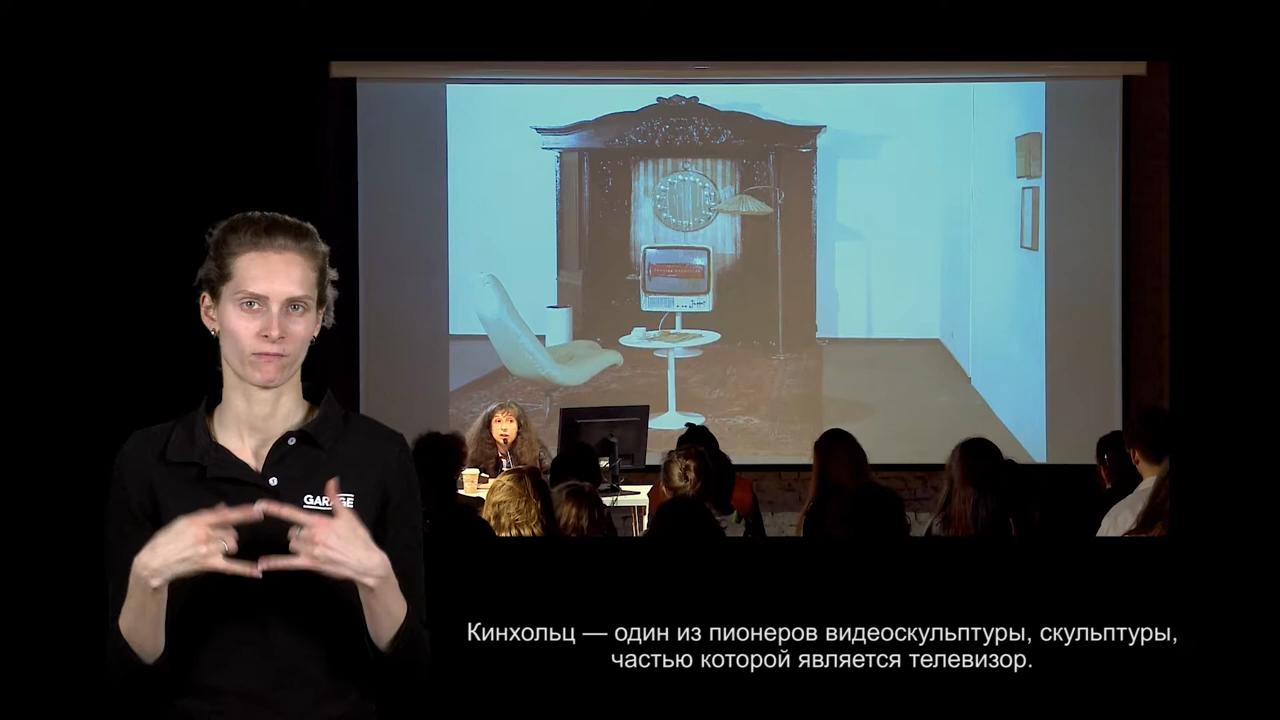 GARAGE
Кинхольц — один из пионеров видеоскульптуры, скульптуры,
частью которой является телевизор.